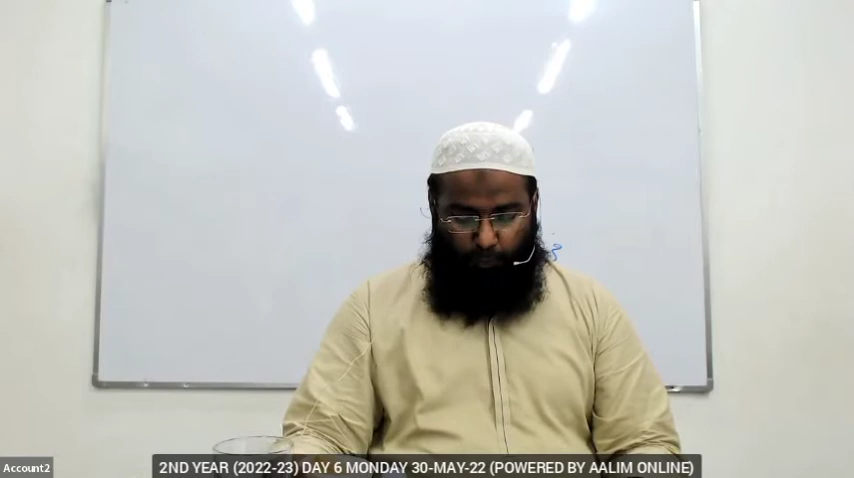 Account2
2ND YEAR (2022-23) DAY 6 MONDAY 30-MAY-22 (POWERED BY AALIM ONLINE)